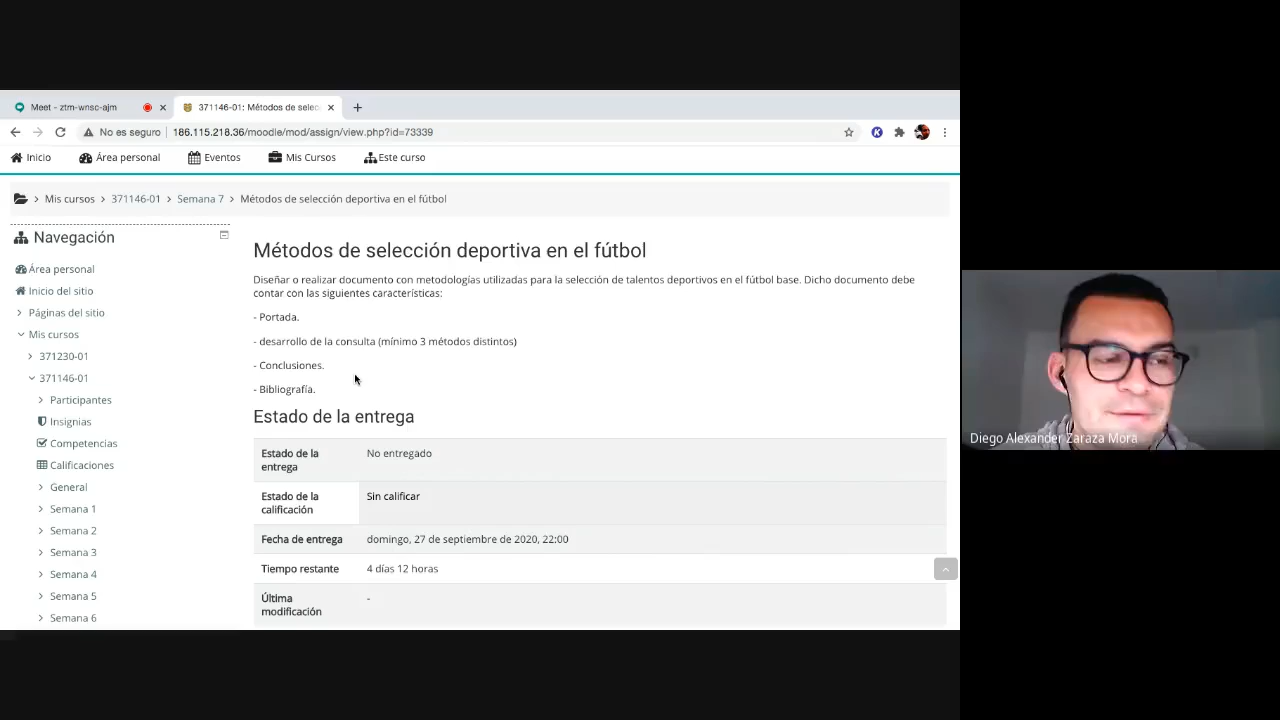 Meet - ztm-wnsc-ajm
371146-01: Métodos de selec
No es seguro
186.115.218.36/moodle/mod/assign/view.php?id=73339
Inicio
Área personal
Eventos
Mis Cursos
Este curso
Mis cursos
371146-01
Semana 7
Métodos de selección deportiva en el fútbol
Navegación
Área personal
Inicio del sitio
Páginas del sitio
Mis cursos
371230-01
371146-01
Participantes
Insignias
Competencias
Calificaciones
General
Semana 1
Semana 2
Semana 3
Semana 4
Semana 5
Semana 6
Métodos de selección deportiva en el fútbol
Diseñar o realizar documento con metodologías utilizadas para la selección de talentos deportivos en el fútbol base. Dicho documento debe
contar con las siguientes características:
- Portada.
- desarrollo de la consulta (mínimo 3 métodos distintos)
- Conclusiones.
- Bibliografía.
Estado de la entrega
Estado de la
entrega
No entregado
Estado de la
calificación
Sin calificar
Fecha de entrega
domingo, 27 de septiembre de 2020, 22:00
Tiempo restante
4 días 12 horas
Última
modificación
-
Diego Alexander Zaraza Mora